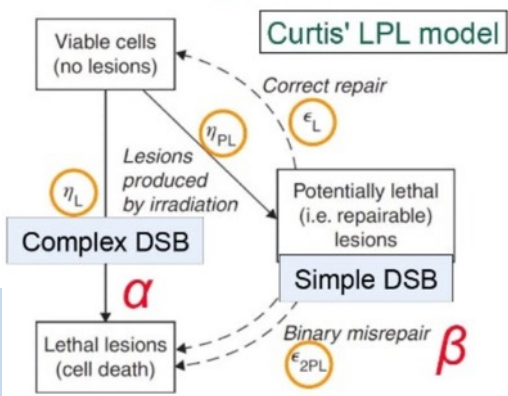 Viable cells
(no lesions)
Curtis' LPL model
Correct repair
ϵL
ηPL
Lesions
produced
by irradiation
ηL
Potentially lethal
(i.e. repairable)
lesions
Complex DSB
Simple DSB
α
Lethal lesions
(cell death)
Binary misrepair
ϵ2PL
β